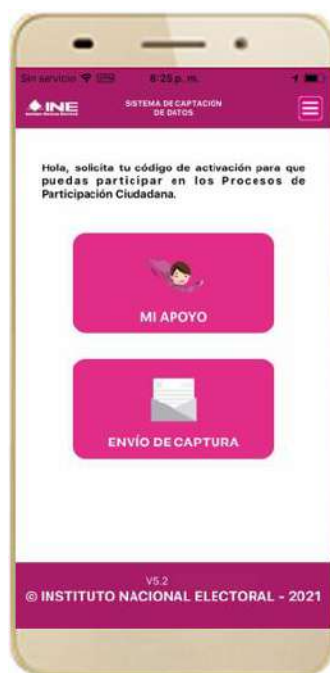 Sin servicio 8:25 p. m.
INE
SISTEMA DE CAPTACIÓN
DE DATOS
Hola, solicita tu código de activación para que
puedas participar en los Procesos de
Participación Ciudadana.
MI APOYO
ENVÍO DE CAPTURA
V5.2
© INSTITUTO NACIONAL ELECTORAL - 2021